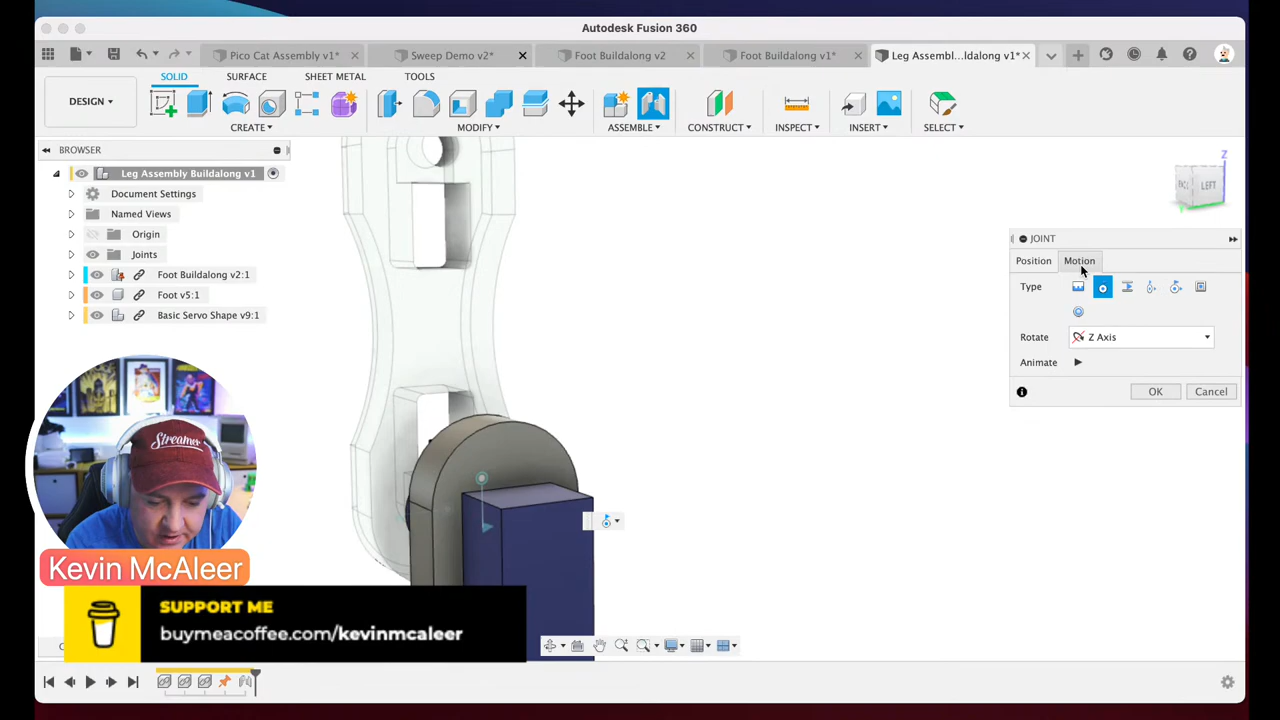 Autodesk Fusion 360
Pico Cat Assembly v1*
Sweep Demo v2*
Foot Buildalong v2
Foot Buildalong v1*
Leg Assembl...ldalong v1*
SOLID
SURFACE
SHEET METAL
TOOLS
DESIGN
CREATE
MODIFY
ASSEMBLE
CONSTRUCT
INSPECT
INSERT
SELECT
BROWSER
Leg Assembly Buildalong v1
Document Settings
Named Views
Origin
Joints
Foot Buildalong v2:1
Foot v5:1
Basic Servo Shape v9:1
Z
LEFT
JOINT
Position
Motion
Type
Rotate
Z Axis
Animate
OK
Cancel
Streamer
Kevin McAleer
SUPPORT ME
buymeacoffee.com/kevinmcaleer